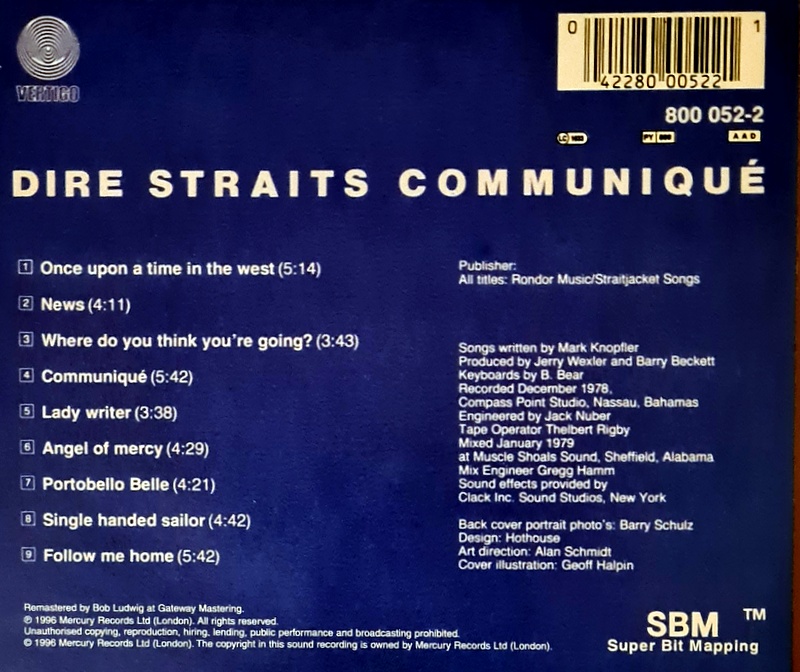 VERTIGO
0 1
42280 00522
800 052-2
LC
PY
AAD
DIRE STRAITS COMMUNIQUÉ
1 Once upon a time in the west (5:14)
2 News (4:11)
3 Where do you think you're going? (3:43)
4 Communiqué (5:42)
5 Lady writer (3:38)
6 Angel of mercy (4:29)
7 Portobello Belle (4:21)
8 Single handed sailor (4:42)
9 Follow me home (5:42)
Publisher:
All titles: Rondor Music/Straitjacket Songs
Songs written by Mark Knopfler
Produced by Jerry Wexler and Barry Beckett
Keyboards by B. Bear
Recorded December 1978,
Compass Point Studio, Nassau, Bahamas
Engineered by Jack Nuber
Tape Operator Thelbert Rigby
Mixed January 1979
at Muscle Shoals Sound, Sheffield, Alabama
Mix Engineer Gregg Hamm
Sound effects provided by
Clack Inc. Sound Studios, New York
Back cover portrait photo's: Barry Schulz
Design: Hothouse
Art direction: Alan Schmidt
Cover illustration: Geoff Halpin
Remastered by Bob Ludwig at Gateway Mastering.
℗ 1996 Mercury Records Ltd (London). All rights reserved.
Unauthorised copying, reproduction, hiring, lending, public performance and broadcasting prohibited.
© 1996 Mercury Records Ltd (London). The copyright in this sound recording is owned by Mercury Records Ltd (London).
SBM TM
Super Bit Mapping